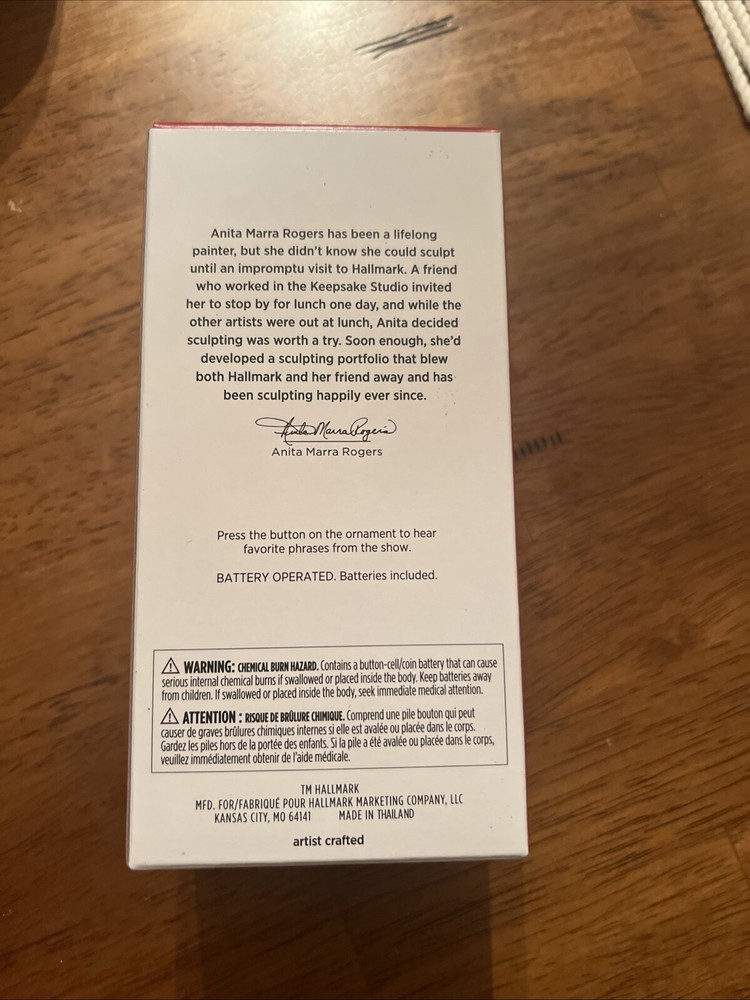 Anita Marra Rogers has been a lifelong
painter, but she didn't know she could sculpt
until an impromptu visit to Hallmark. A friend
who worked in the Keepsake Studio invited
her to stop by for lunch one day, and while the
other artists were out at lunch, Anita decided
sculpting was worth a try. Soon enough, she'd
developed a sculpting portfolio that blew
both Hallmark and her friend away and has
been sculpting happily ever since.
Anita Marra Rogers
Anita Marra Rogers
Press the button on the ornament to hear
favorite phrases from the show.
BATTERY OPERATED. Batteries included.
⚠ WARNING: CHEMICAL BURN HAZARD. Contains a button-cell/coin battery that can cause
serious internal chemical burns if swallowed or placed inside the body. Keep batteries away
from children. If swallowed or placed inside the body, seek immediate medical attention.
⚠ ATTENTION : RISQUE DE BRÛLURE CHIMIQUE. Comprend une pile bouton qui peut
causer de graves brûlures chimiques internes si elle est avalée ou placée dans le corps.
Gardez les piles hors de la portée des enfants. Si la pile a été avalée ou placée dans le corps,
veuillez immédiatement obtenir de l'aide médicale.
TM HALLMARK
MFD. FOR/FABRIQUÉ POUR HALLMARK MARKETING COMPANY, LLC
KANSAS CITY, MO 64141 MADE IN THAILAND
artist crafted